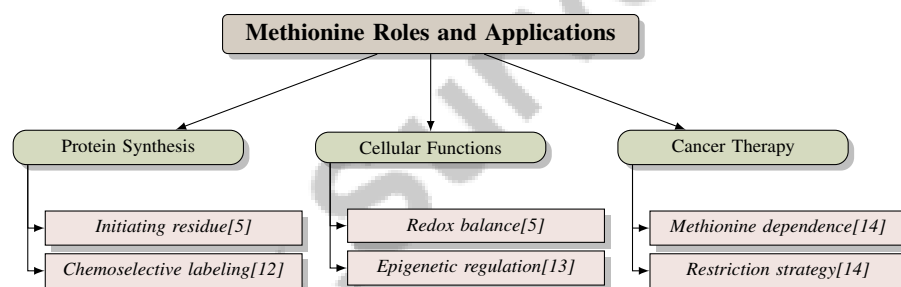 Methionine Roles and Applications
Protein Synthesis
Initiating residue[5]
Chemoselective labeling[12]
Cellular Functions
Redox balance[5]
Epigenetic regulation[13]
Cancer Therapy
Methionine dependence[14]
Restriction strategy[14]